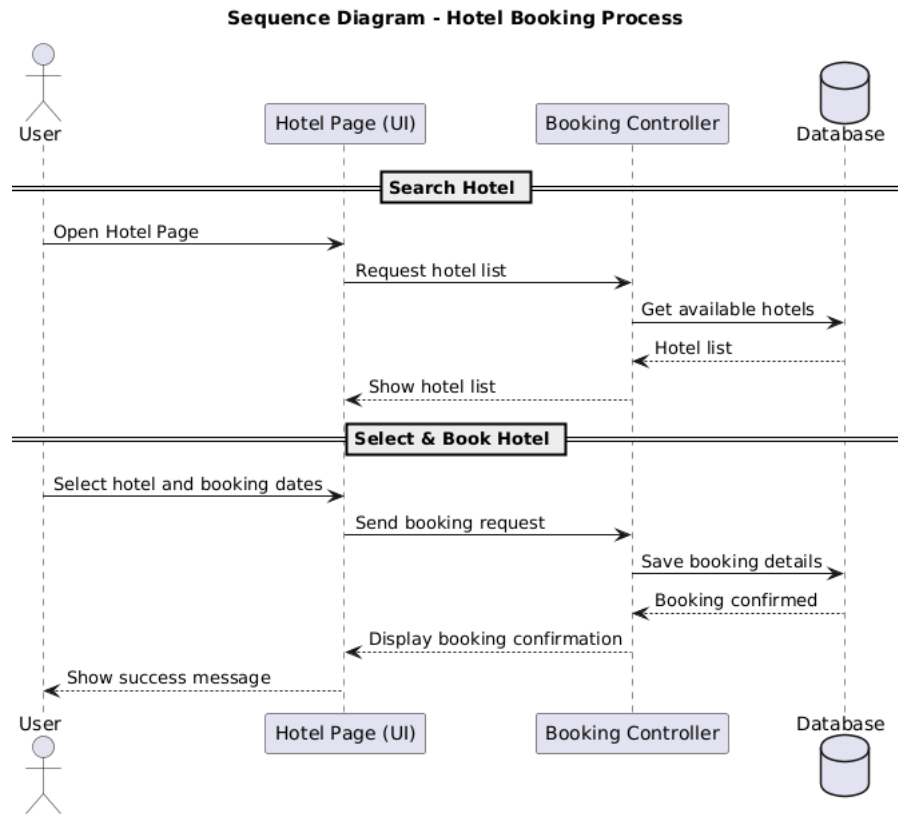 Sequence Diagram - Hotel Booking Process
User
Hotel Page (UI)
Booking Controller
Database
Search Hotel
Open Hotel Page
Request hotel list
Get available hotels
Hotel list
Show hotel list
Select & Book Hotel
Select hotel and booking dates
Send booking request
Save booking details
Booking confirmed
Display booking confirmation
Show success message
User
Hotel Page (UI)
Booking Controller
Database